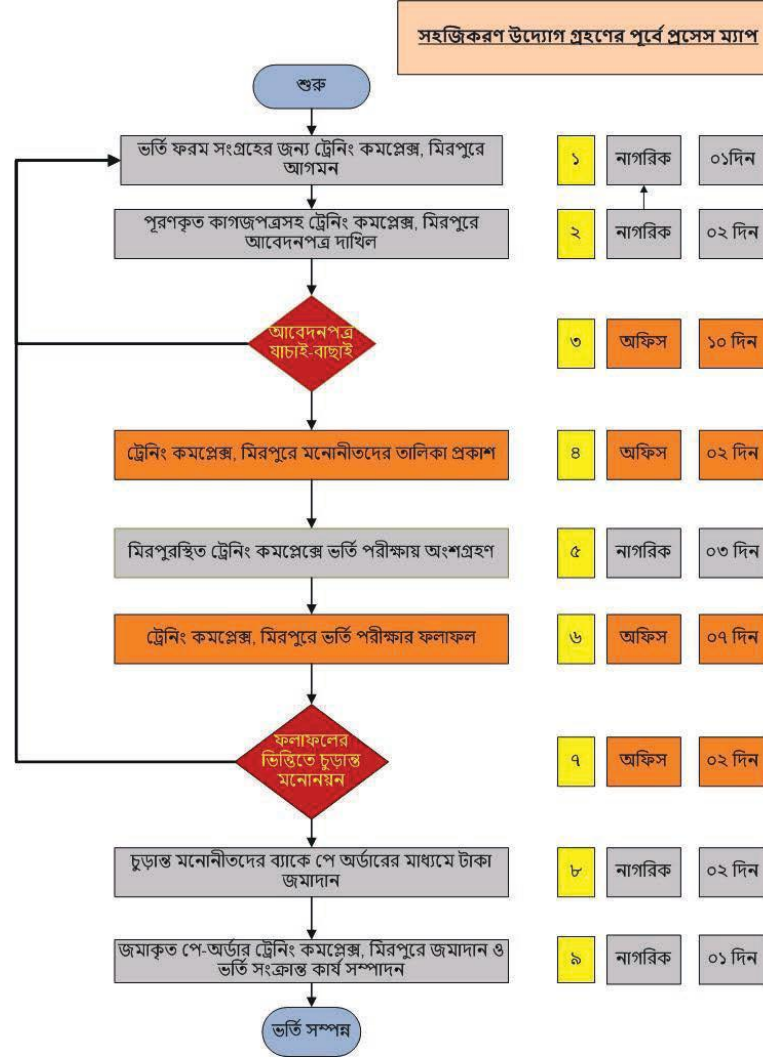 সহজিকরণ উদ্যোগ গ্রহণের পূর্বে প্রসেস ম্যাপ
শুরু
ভর্তি ফরম সংগ্রহের জন্য ট্রেনিং কমপ্লেক্স, মিরপুরে
আগমন
১ নাগরিক ০১দিন
পূরণকৃত কাগজপত্রসহ ট্রেনিং কমপ্লেক্স, মিরপুরে
আবেদনপত্র দাখিল
২ নাগরিক ০২ দিন
আবেদনপত্র
যাচাই-বাছাই
৩ অফিস ১০ দিন
ট্রেনিং কমপ্লেক্স, মিরপুরে মনোনীতদের তালিকা প্রকাশ
৪ অফিস ০২ দিন
মিরপুরস্থিত ট্রেনিং কমপ্লেক্সে ভর্তি পরীক্ষায় অংশগ্রহণ
৫ নাগরিক ০৩ দিন
ট্রেনিং কমপ্লেক্স, মিরপুরে ভর্তি পরীক্ষার ফলাফল
৬ অফিস ০৭ দিন
ফলাফলের
ভিত্তিতে চুড়ান্ত
মনোনয়ন
৭ অফিস ০২ দিন
চুড়ান্ত মনোনীতদের ব্যাকে পে অর্ডারের মাধ্যমে টাকা
জমাদান
৮ নাগরিক ০২ দিন
জমাকৃত পে-অর্ডার ট্রেনিং কমপ্লেক্স, মিরপুরে জমাদান ও
ভর্তি সংক্রান্ত কার্য সম্পাদন
৯ নাগরিক ০১ দিন
ভর্তি সম্পন্ন